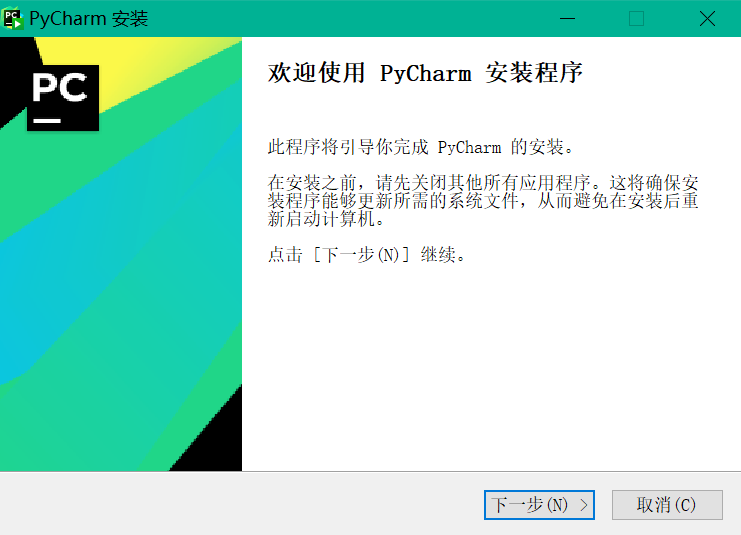 PyCharm 安装
PC
欢迎使用 PyCharm 安装程序
此程序将引导你完成 PyCharm 的安装。
在安装之前，请先关闭其他所有应用程序。这将确保安
装程序能够更新所需的系统文件，从而避免在安装后重
新启动计算机。
点击 [下一步(N)] 继续。
下一步(N) >
取消(C)